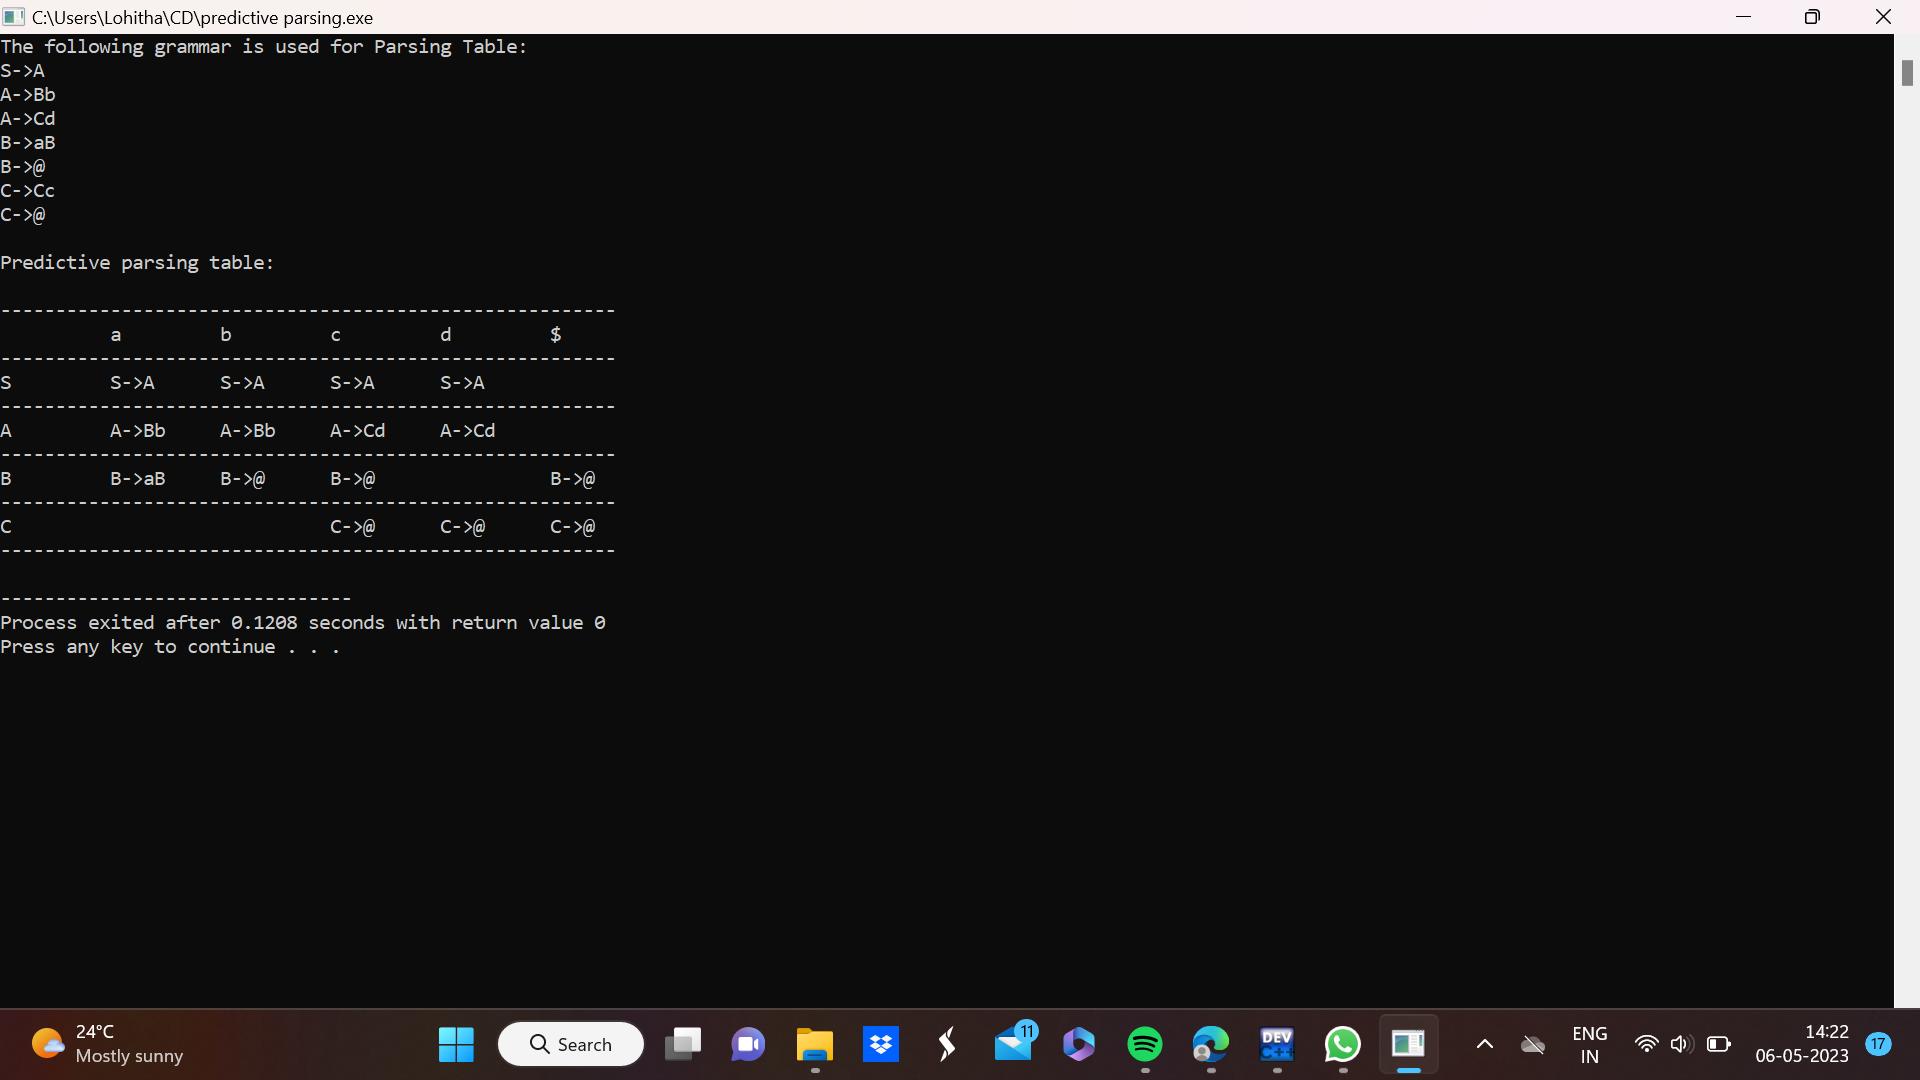 C:\Users\Lohitha\CD\predictive parsing.exe
The following grammar is used for Parsing Table:
S->A
A->Bb
A->Cd
B->aB
B->@
C->Cc
C->@
Predictive parsing table:
--------------------------------------------------------
a b c d $
--------------------------------------------------------
S S->A S->A S->A S->A
--------------------------------------------------------
A A->Bb A->Bb A->Cd A->Cd
--------------------------------------------------------
B B->aB B->@ B->@ B->@
--------------------------------------------------------
C C->@ C->@ C->@
--------------------------------------------------------
--------------------------------
Process exited after 0.1208 seconds with return value 0
Press any key to continue . . .
24°C
Mostly sunny
Search
11
DEV
C++
ENG
IN
14:22
06-05-2023
17